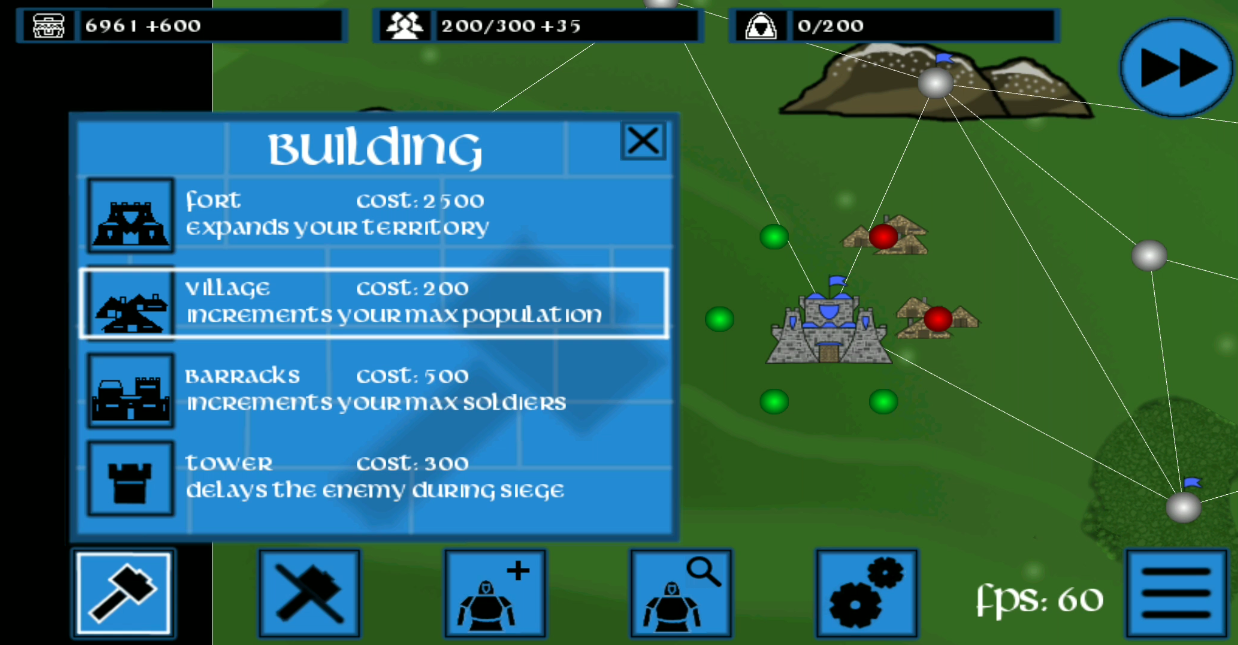 6961 +600
200/300 +35
0/200
Building
Fort cost: 2500
expands your territory
village cost: 200
increments your max population
Barracks cost: 500
increments your max soldiers
tower cost: 300
delays the enemy during siege
fps: 60